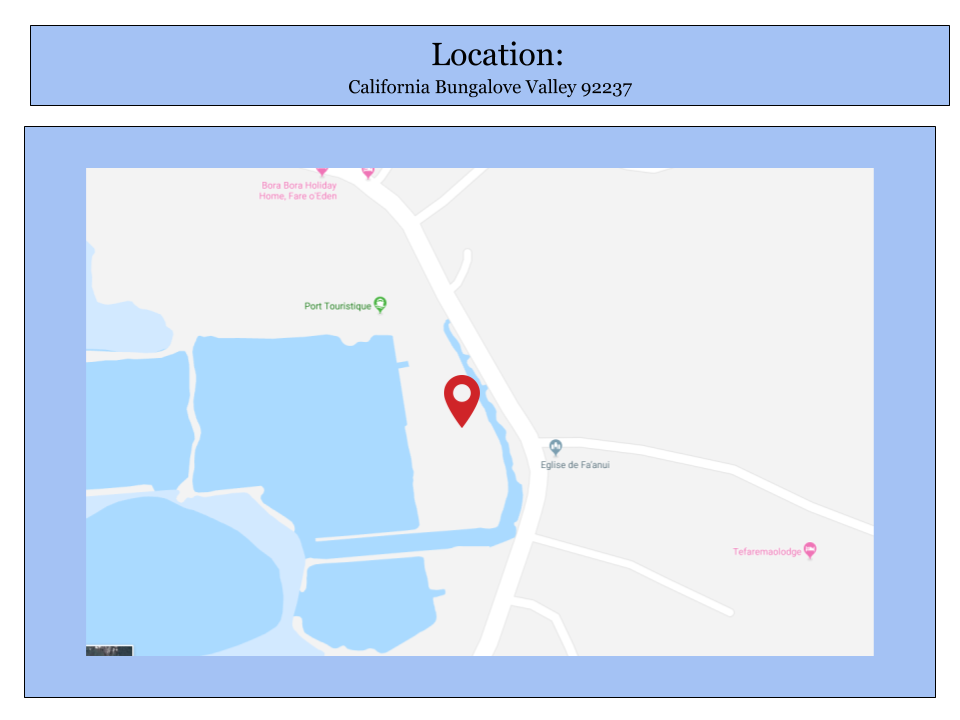 Location:
California Bungalove Valley 92237
Bora Bora Holiday
Home, Fare o'Eden
Port Touristique
Eglise de Fa'anui
Tefaremaolodge